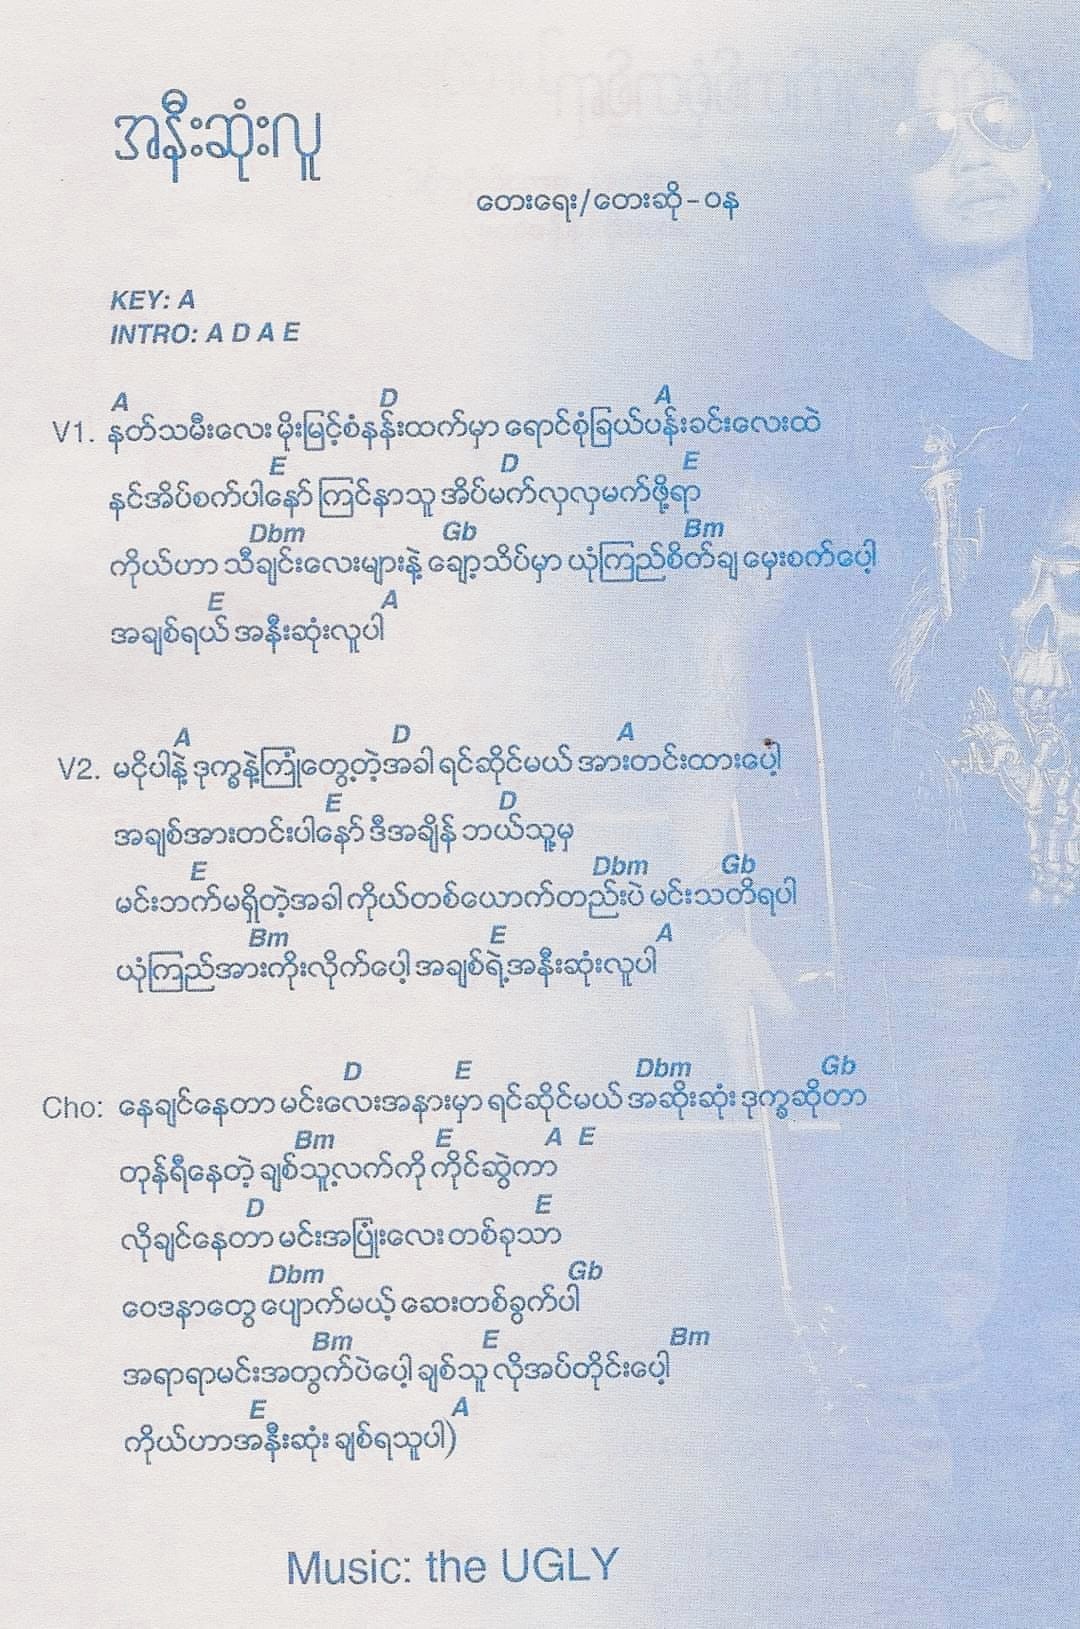 အနီးဆုံးလူ
တေးရေး/တေးဆို - ဝန
KEY: A
INTRO: A D A E
A D A
V1. နတ်သမီးလေး မိုးမြင့်စံနန်းထက်မှာ ရောင်စုံခြယ်ပန်းခင်းလေးထဲ
E D E
နင်အိပ်စက်ပါနော် ကြင်နာသူ အိပ်မက်လှလှမက်ဖို့ရာ
Dbm Gb Bm
ကိုယ်ဟာ သီချင်းလေးများနဲ့ ချော့သိပ်မှာ ယုံကြည်စိတ်ချ မှေးစက်ပေါ့
E A
အချစ်ရယ် အနီးဆုံးလူပါ
A D A
V2. မငိုပါနဲ့ ဒုက္ခနဲ့ကြုံတွေ့တဲ့အခါ ရင်ဆိုင်မယ် အားတင်းထားပေါ့
E D
အချစ်အားတင်းပါနော် ဒီအချိန် ဘယ်သူ့မှ
E Dbm Gb
မင်းဘက်မရှိတဲ့အခါ ကိုယ်တစ်ယောက်တည်းပဲ မင်းသတိရပါ
Bm E A
ယုံကြည်အားကိုးလိုက်ပေါ့ အချစ်ရဲ့အနီးဆုံးလူပါ
D E Dbm Gb
Cho: နေချင်နေတာ မင်းလေးအနားမှာ ရင်ဆိုင်မယ် အဆိုးဆုံး ဒုက္ခဆိုတာ
Bm E A E
တုန်ရီနေတဲ့ ချစ်သူ့လက်ကို ကိုင်ဆွဲကာ
D E
လိုချင်နေတာ မင်းအပြုံးလေး တစ်ခုသာ
Dbm Gb
ဝေဒနာတွေ ပျောက်မယ့် ဆေးတစ်ခွက်ပါ
Bm E Bm
အရာရာမင်းအတွက်ပဲပေါ့ ချစ်သူ လိုအပ်တိုင်းပေါ့
E A
ကိုယ်ဟာအနီးဆုံး ချစ်ရသူပါ)
Music: the UGLY